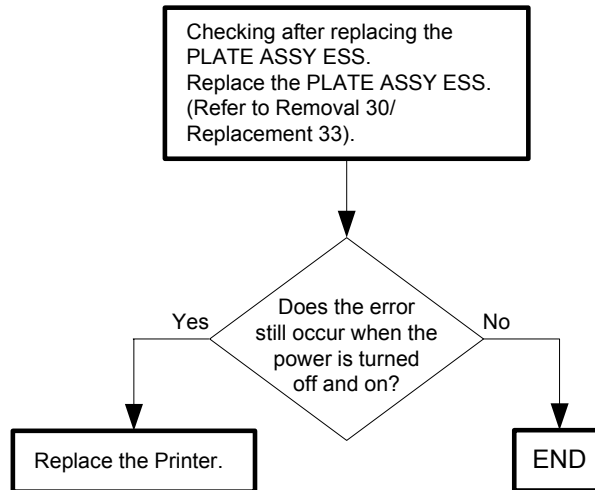 Checking after replacing the
PLATE ASSY ESS.
Replace the PLATE ASSY ESS.
(Refer to Removal 30/
Replacement 33).
Does the error
still occur when the
power is turned
off and on?
Yes
No
Replace the Printer.
END